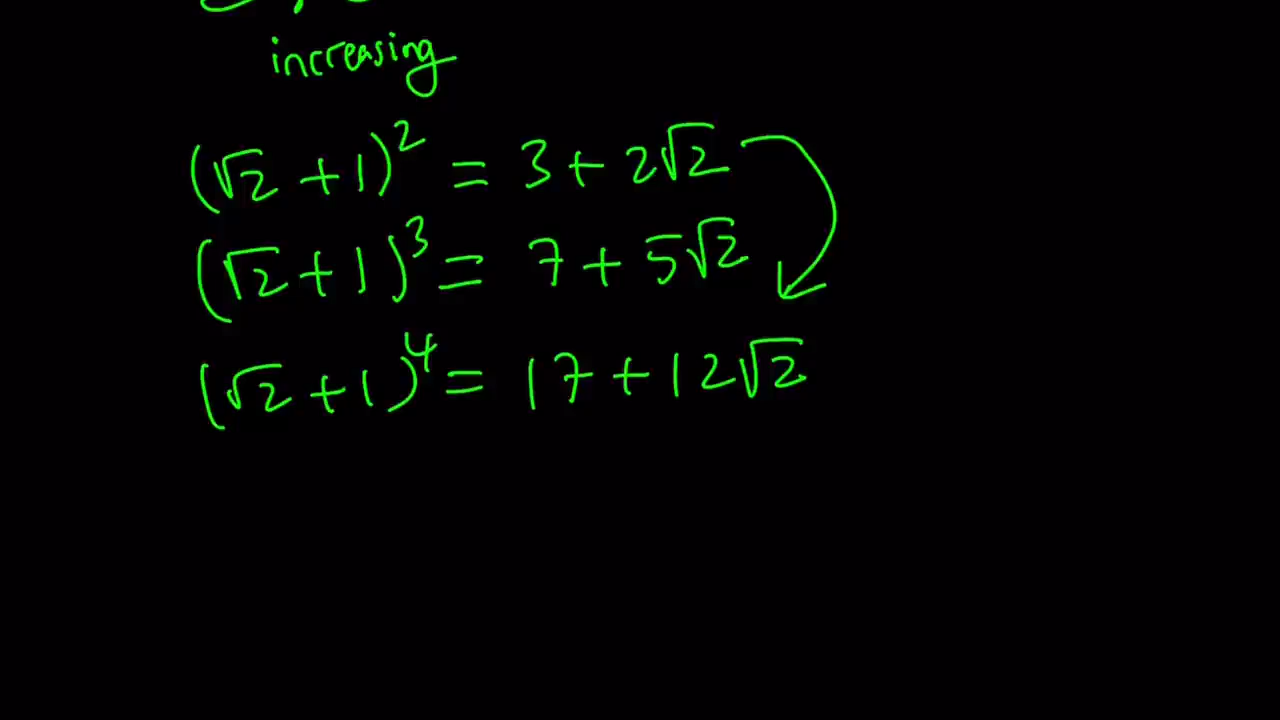 increasing
(√2 + 1)² = 3 + 2√2
(√2 + 1)³ = 7 + 5√2
(√2 + 1)⁴ = 17 + 12√2